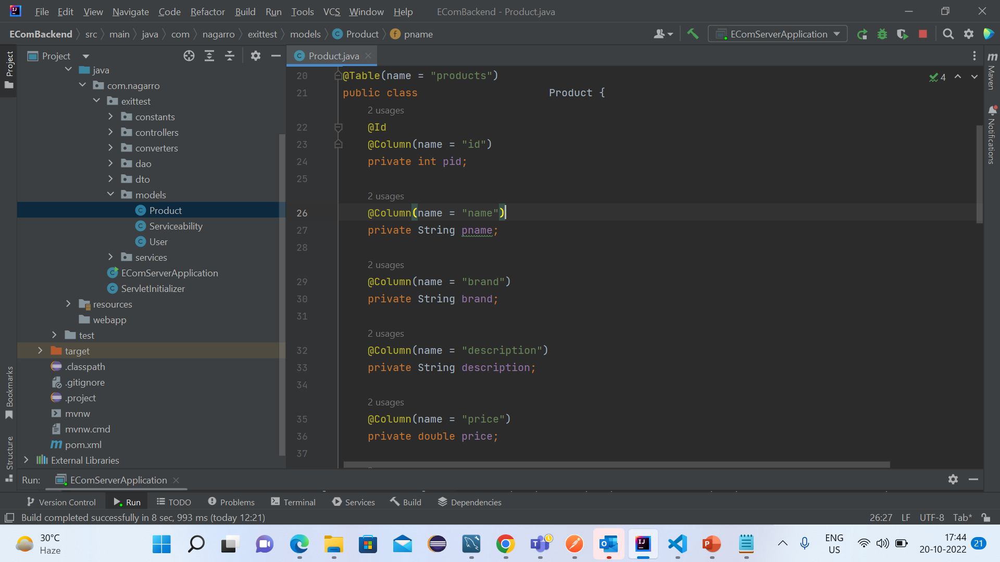 File Edit View Navigate Code Refactor Build Run Tools VCS Window Help EComBackend - Product.java
EComBackend src main java com nagarro exittest models Product pname EComServerApplication
Project
Project
Product.java
java
com.nagarro
exittest
constants
controllers
converters
dao
dto
models
Product
Serviceability
User
services
EComServerApplication
ServletInitializer
resources
webapp
test
target
.classpath
.gitignore
.project
mvnw
mvnw.cmd
pom.xml
External Libraries
Bookmarks
Structure
20 @Table(name = "products")
21 public class Product {
2 usages
22 @Id
23 @Column(name = "id")
24 private int pid;
25
2 usages
26 @Column(name = "name")
27 private String pname;
28
2 usages
29 @Column(name = "brand")
30 private String brand;
31
2 usages
32 @Column(name = "description")
33 private String description;
34
2 usages
35 @Column(name = "price")
36 private double price;
37
4
Maven
Notifications
Run: EComServerApplication
Version Control Run TODO Problems Terminal Services Build Dependencies
Build completed successfully in 8 sec, 993 ms (today 12:21) 26:27 LF UTF-8 Tab*
30°C
Haze
ENG
US
17:44
20-10-2022
21